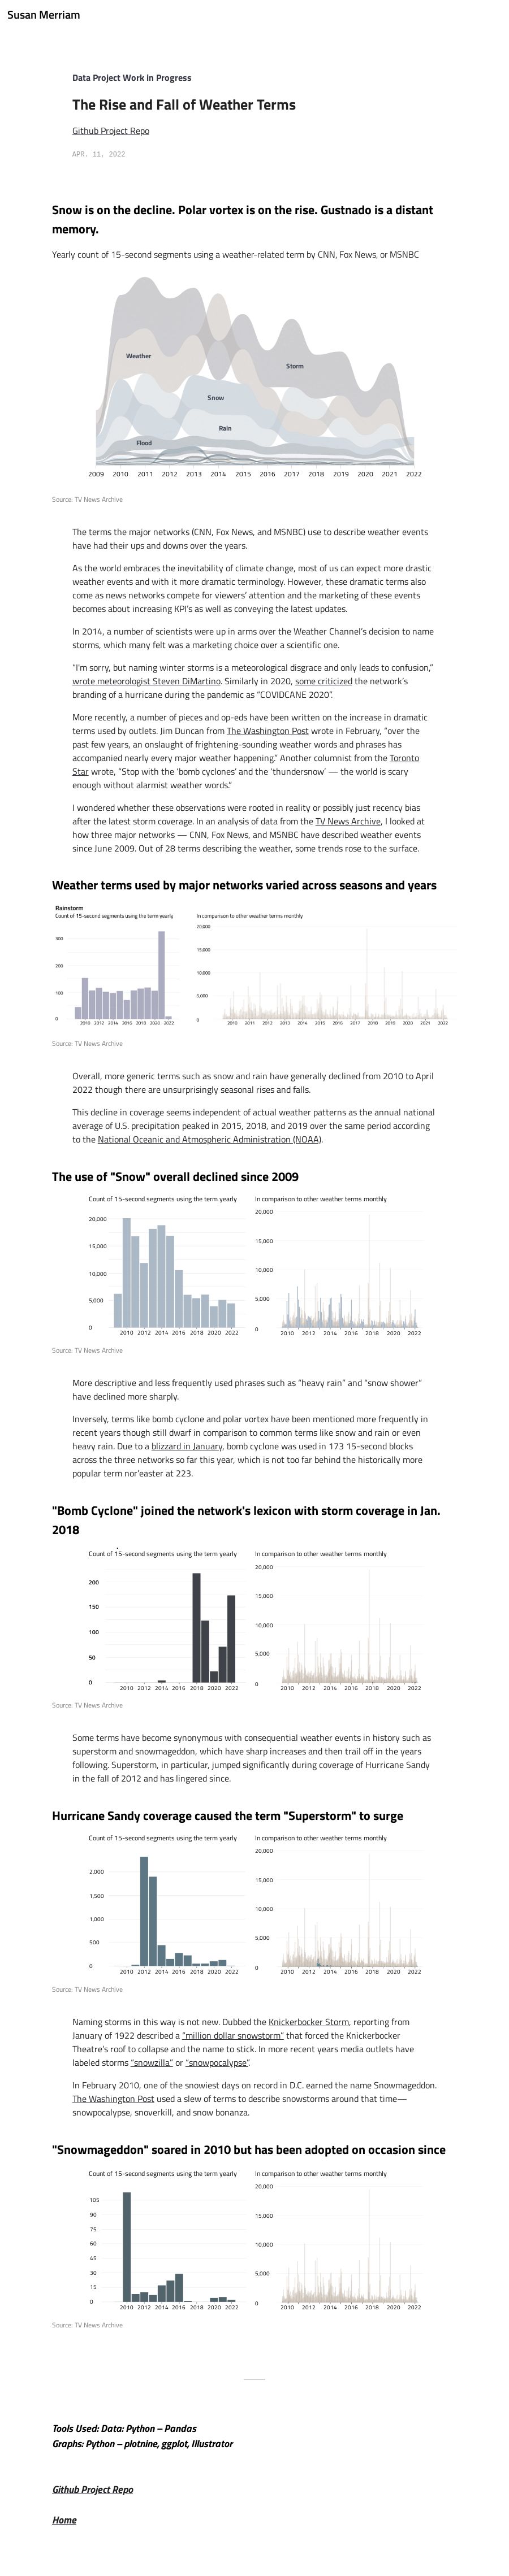 Susan Merriam
Data Project Work in Progress
The Rise and Fall of Weather Terms
Github Project Repo
APR. 11, 2022
Snow is on the decline. Polar vortex is on the rise. Gustnado is a distant
memory.
Yearly count of 15-second segments using a weather-related term by CNN, Fox News, or MSNBC
Weather
Storm
Snow
Rain
Flood
2009 2010 2011 2012 2013 2014 2015 2016 2017 2018 2019 2020 2021 2022
Source: TV News Archive
The terms the major networks (CNN, Fox News, and MSNBC) use to describe weather events
have had their ups and downs over the years.
As the world embraces the inevitability of climate change, most of us can expect more drastic
weather events and with it more dramatic terminology. However, these dramatic terms also
come as news networks compete for viewers’ attention and the marketing of these events
becomes about increasing KPI’s as well as conveying the latest updates.
In 2014, a number of scientists were up in arms over the Weather Channel’s decision to name
storms, which many felt was a marketing choice over a scientific one.
“I’m sorry, but naming winter storms is a meteorological disgrace and only leads to confusion,”
wrote meteorologist Steven DiMartino. Similarly in 2020, some criticized the network’s
branding of a hurricane during the pandemic as “COVIDCANE 2020”.
More recently, a number of pieces and op-eds have been written on the increase in dramatic
terms used by outlets. Jim Duncan from The Washington Post wrote in February, “over the
past few years, an onslaught of frightening-sounding weather words and phrases has
accompanied nearly every major weather happening.” Another columnist from the Toronto
Star wrote, “Stop with the ‘bomb cyclones’ and the ‘thundersnow’ — the world is scary
enough without alarmist weather words.”
I wondered whether these observations were rooted in reality or possibly just recency bias
after the latest storm coverage. In an analysis of data from the TV News Archive, I looked at
how three major networks — CNN, Fox News, and MSNBC have described weather events
since June 2009. Out of 28 terms describing the weather, some trends rose to the surface.
Weather terms used by major networks varied across seasons and years
Rainstorm
Count of 15-second segments using the term yearly
300
200
100
0
2010 2012 2014 2016 2018 2020 2022
In comparison to other weather terms monthly
20,000
15,000
10,000
5,000
0
2010 2011 2012 2013 2014 2015 2016 2017 2018 2019 2020 2021 2022
Source: TV News Archive
Overall, more generic terms such as snow and rain have generally declined from 2010 to April
2022 though there are unsurprisingly seasonal rises and falls.
This decline in coverage seems independent of actual weather patterns as the annual national
average of U.S. precipitation peaked in 2015, 2018, and 2019 over the same period according
to the National Oceanic and Atmospheric Administration (NOAA).
The use of "Snow" overall declined since 2009
Count of 15-second segments using the term yearly
20,000
15,000
10,000
5,000
0
2010 2012 2014 2016 2018 2020 2022
In comparison to other weather terms monthly
20,000
15,000
10,000
5,000
0
2010 2012 2014 2016 2018 2020 2022
Source: TV News Archive
More descriptive and less frequently used phrases such as “heavy rain” and “snow shower”
have declined more sharply.
Inversely, terms like bomb cyclone and polar vortex have been mentioned more frequently in
recent years though still dwarf in comparison to common terms like snow and rain or even
heavy rain. Due to a blizzard in January, bomb cyclone was used in 173 15-second blocks
across the three networks so far this year, which is not too far behind the historically more
popular term nor’easter at 223.
"Bomb Cyclone" joined the network's lexicon with storm coverage in Jan.
2018
Count of 15-second segments using the term yearly
200
150
100
50
0
2010 2012 2014 2016 2018 2020 2022
In comparison to other weather terms monthly
20,000
15,000
10,000
5,000
0
2010 2012 2014 2016 2018 2020 2022
Source: TV News Archive
Some terms have become synonymous with consequential weather events in history such as
superstorm and snowmageddon, which have sharp increases and then trail off in the years
following. Superstorm, in particular, jumped significantly during coverage of Hurricane Sandy
in the fall of 2012 and has lingered since.
Hurricane Sandy coverage caused the term "Superstorm" to surge
Count of 15-second segments using the term yearly
2,000
1,500
1,000
500
0
2010 2012 2014 2016 2018 2020 2022
In comparison to other weather terms monthly
20,000
15,000
10,000
5,000
0
2010 2012 2014 2016 2018 2020 2022
Source: TV News Archive
Naming storms in this way is not new. Dubbed the Knickerbocker Storm, reporting from
January of 1922 described a “million dollar snowstorm” that forced the Knickerbocker
Theatre’s roof to collapse and the name to stick. In more recent years media outlets have
labeled storms “snowzilla” or “snowpocalypse”.
In February 2010, one of the snowiest days on record in D.C. earned the name Snowmageddon.
The Washington Post used a slew of terms to describe snowstorms around that time—
snowpocalypse, snoverkill, and snow bonanza.
"Snowmageddon" soared in 2010 but has been adopted on occasion since
Count of 15-second segments using the term yearly
105
90
75
60
45
30
15
0
2010 2012 2014 2016 2018 2020 2022
In comparison to other weather terms monthly
20,000
15,000
10,000
5,000
0
2010 2012 2014 2016 2018 2020 2022
Source: TV News Archive
Tools Used: Data: Python – Pandas
Graphs: Python – plotnine, ggplot, Illustrator
Github Project Repo
Home